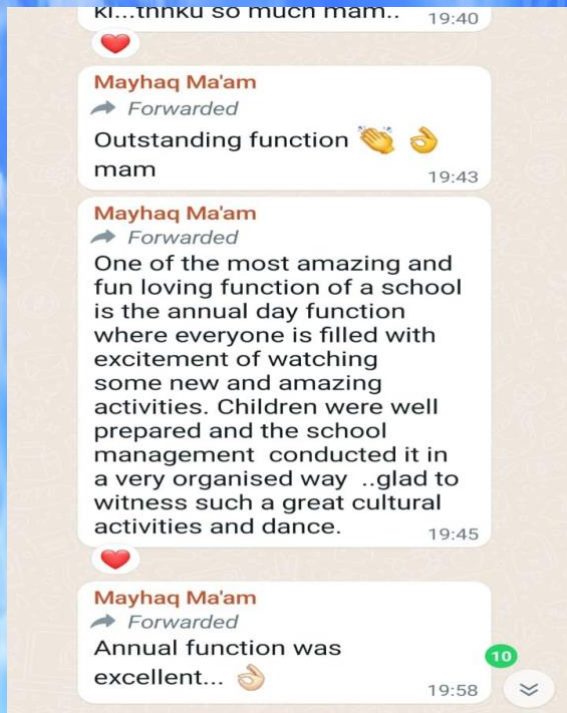 ki...thnku so much mam.. 19:40
Mayhaq Ma'am
Forwarded
Outstanding function
mam 19:43
Mayhaq Ma'am
Forwarded
One of the most amazing and
fun loving function of a school
is the annual day function
where everyone is filled with
excitement of watching
some new and amazing
activities. Children were well
prepared and the school
management  conducted it in
a very organised way  ..glad to
witness such a great cultural
activities and dance. 19:45
Mayhaq Ma'am
Forwarded
Annual function was
excellent... 19:58
10